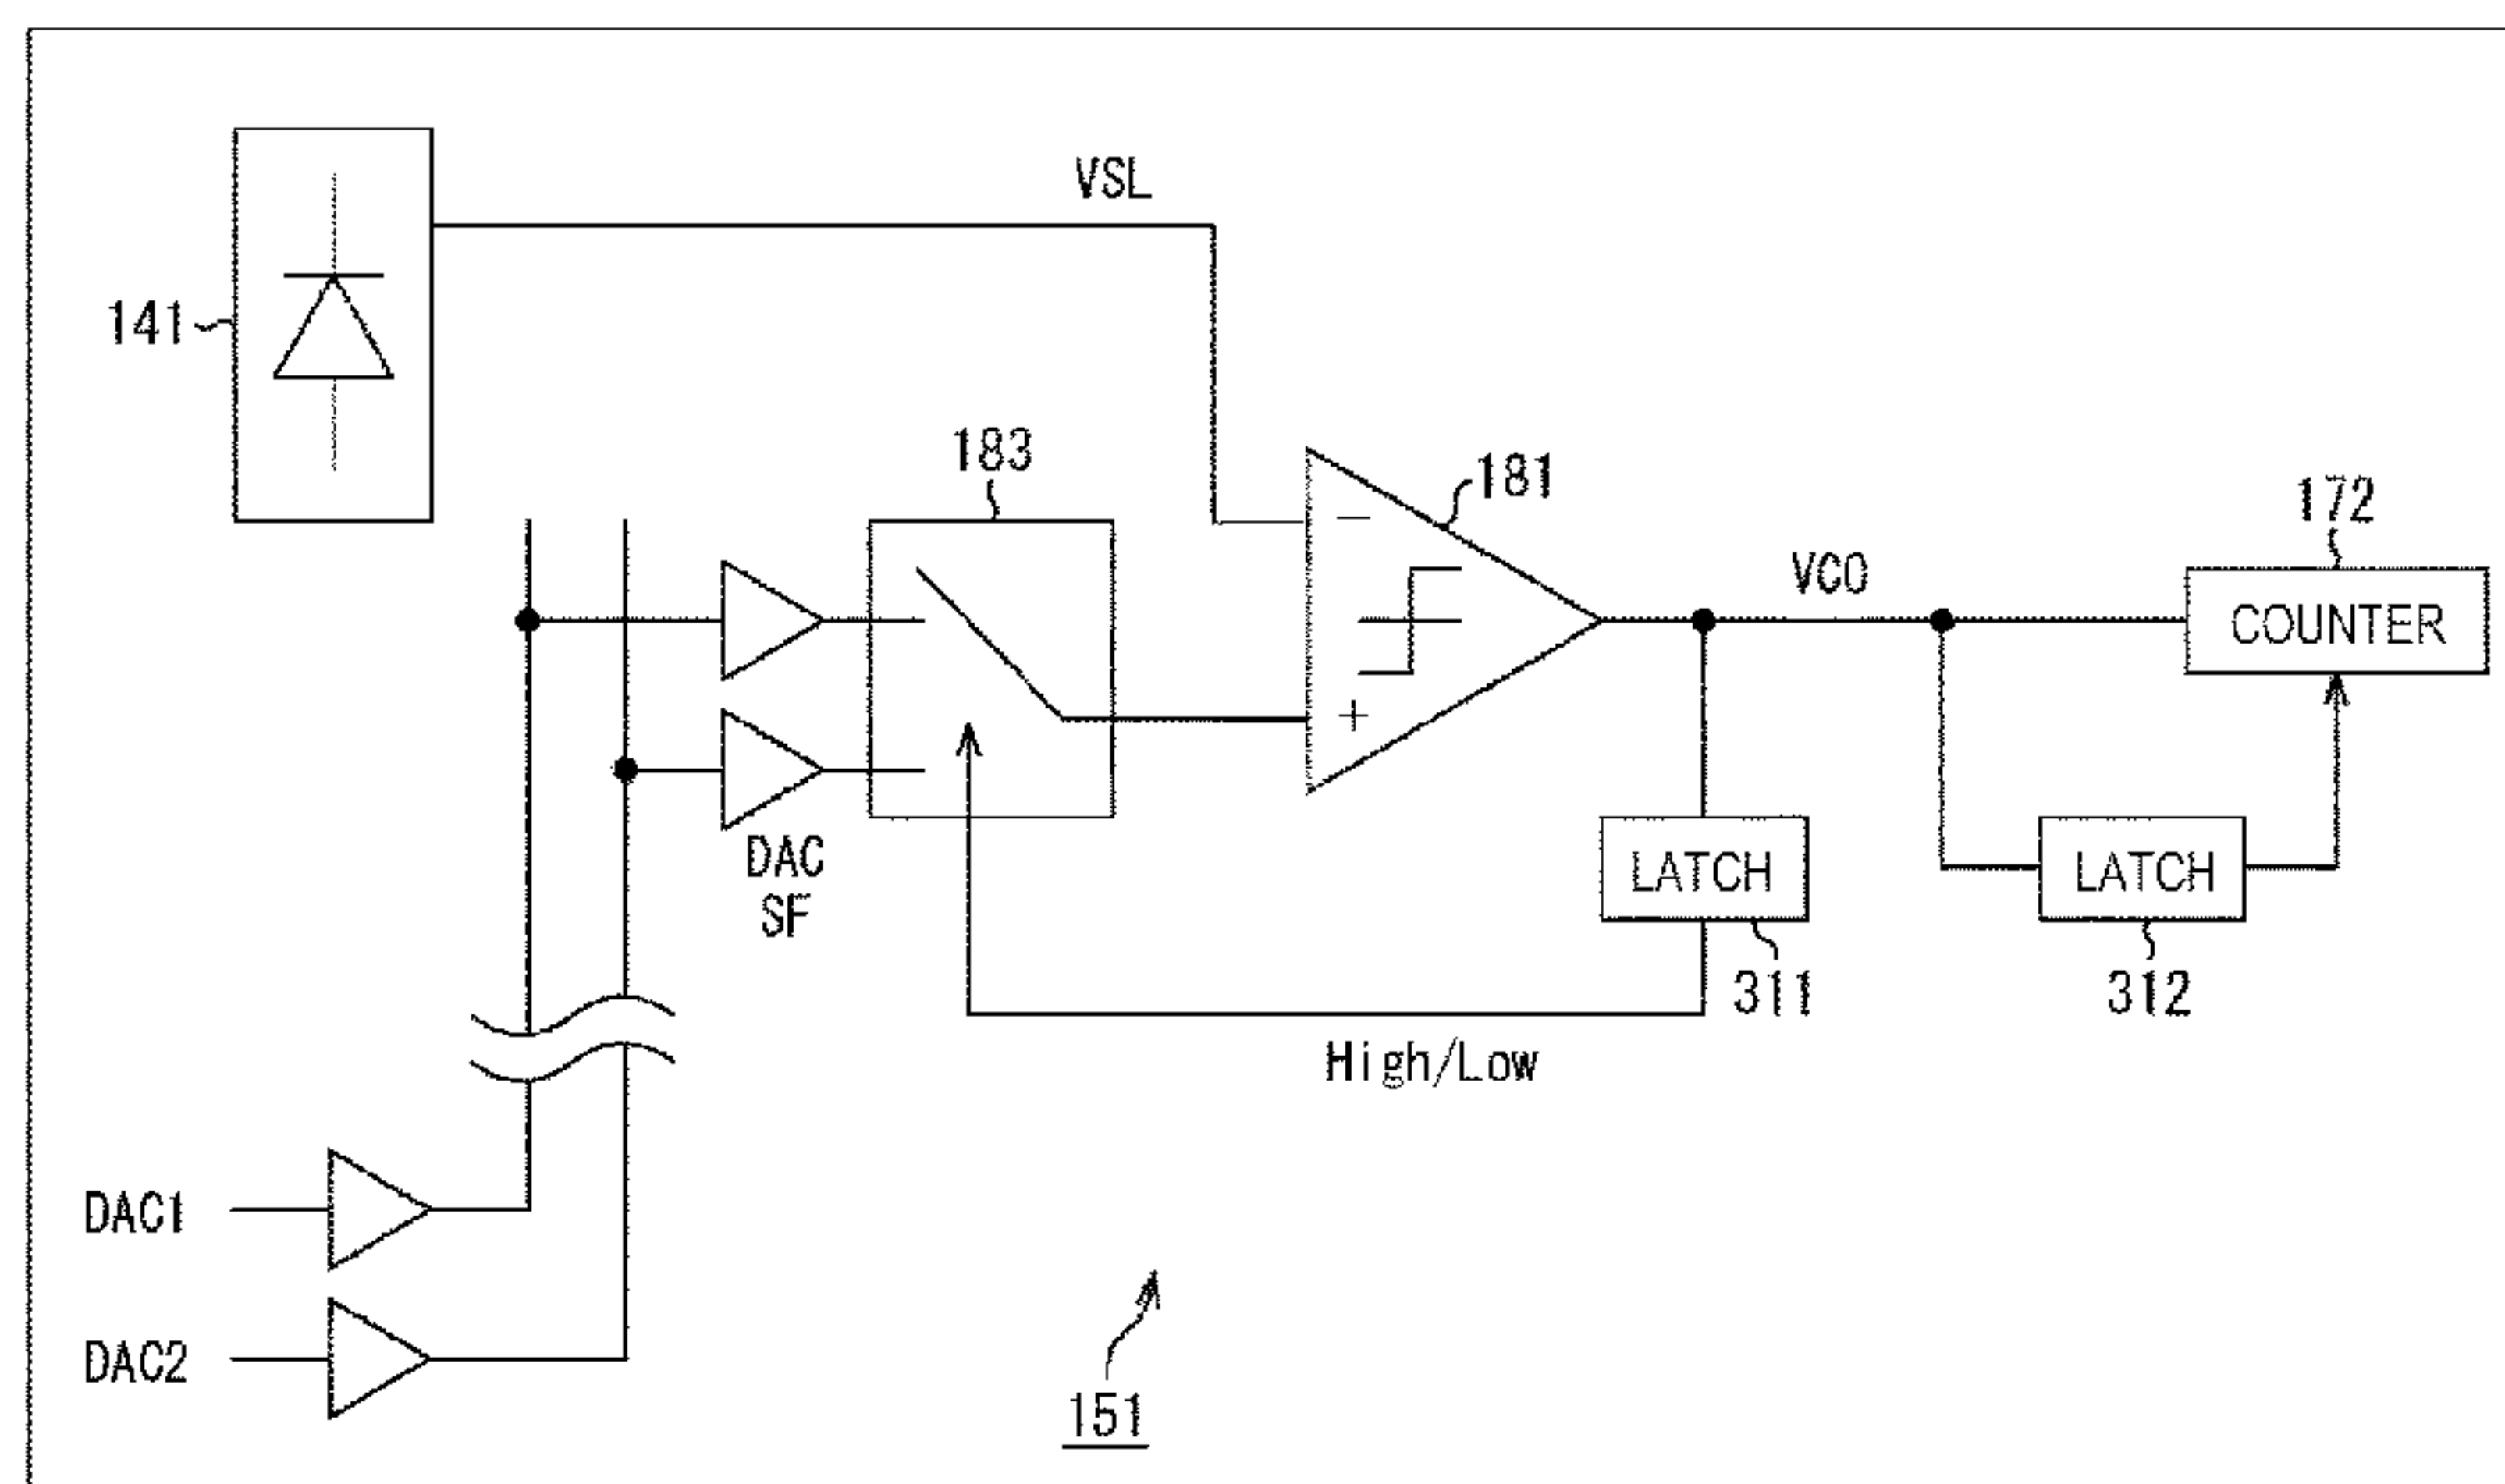 VSL
141
183
181
172
VCO
COUNTER
−
+
DAC
SF
LATCH
LATCH
311
312
High/Low
DAC1
DAC2
151